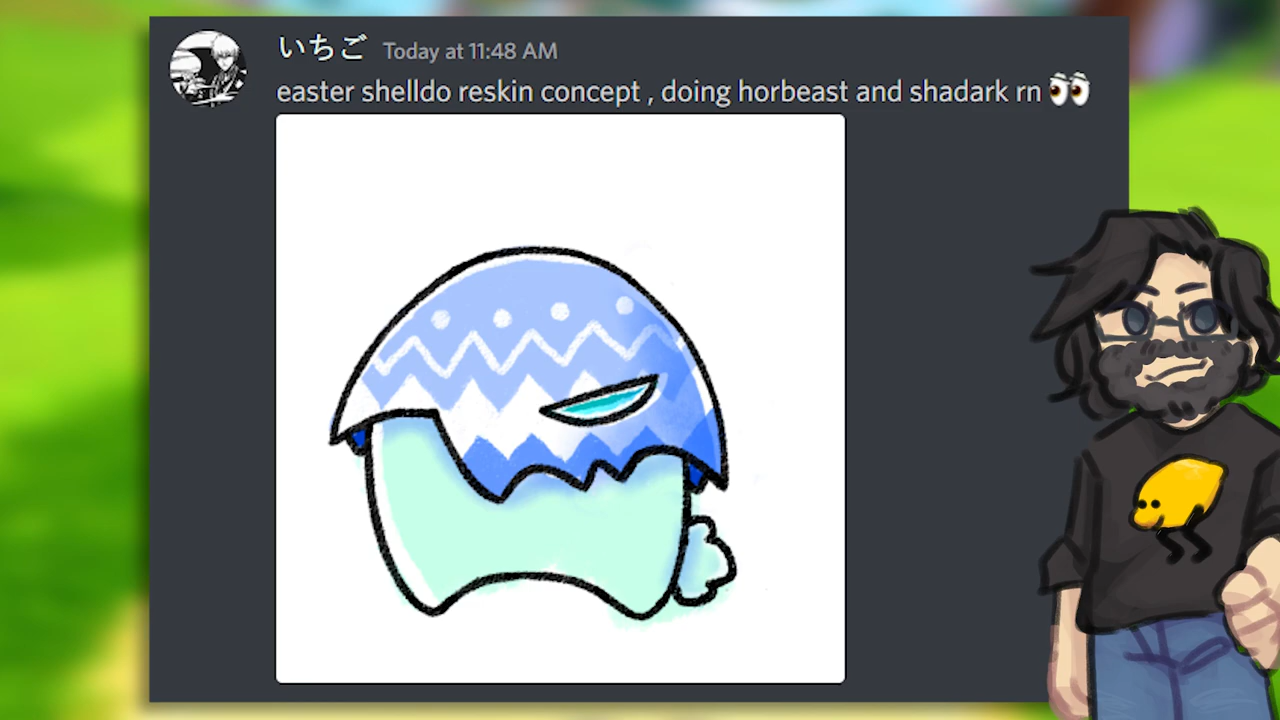 いちご Today at 11:48 AM
easter shelldo reskin concept , doing horbeast and shadark rn 👀